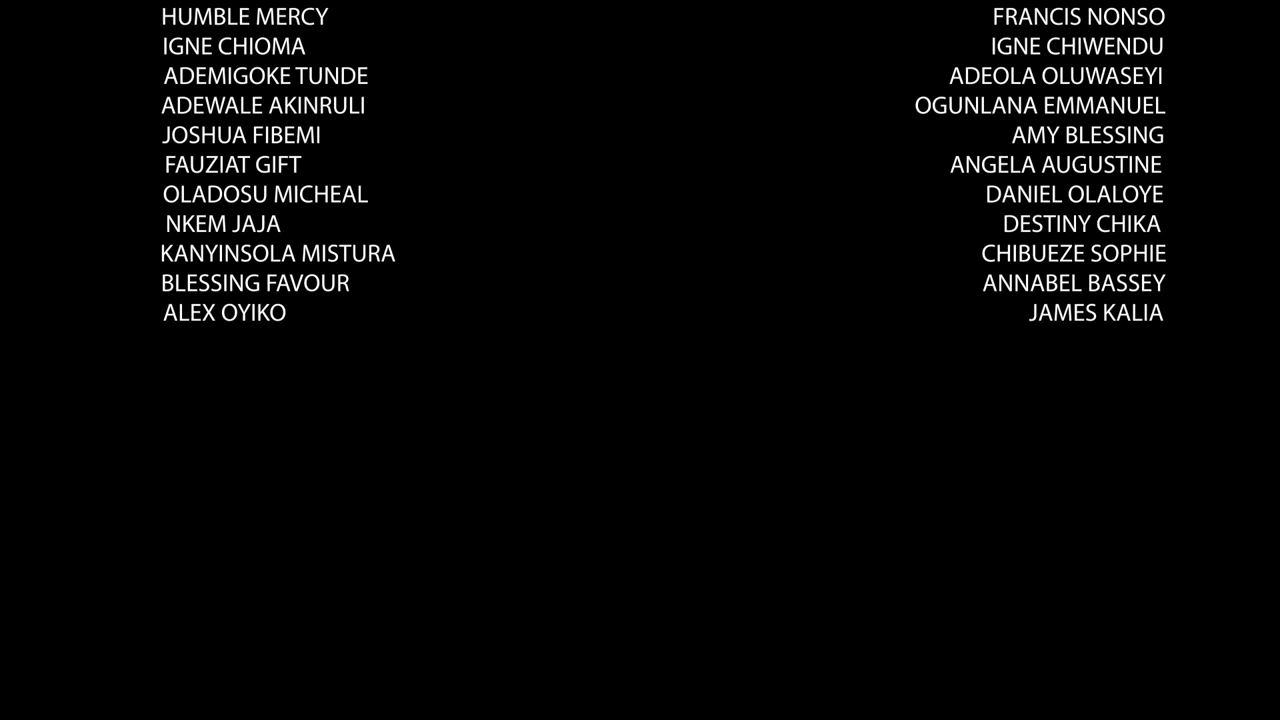 HUMBLE MERCY FRANCIS NONSO
IGNE CHIOMA IGNE CHIWENDU
ADEMIGOKE TUNDE ADEOLA OLUWASEYI
ADEWALE AKINRULI OGUNLANA EMMANUEL
JOSHUA FIBEMI AMY BLESSING
FAUZIAT GIFT ANGELA AUGUSTINE
OLADOSU MICHEAL DANIEL OLALOYE
NKEM JAJA DESTINY CHIKA
KANYINSOLA MISTURA CHIBUEZE SOPHIE
BLESSING FAVOUR ANNABEL BASSEY
ALEX OYIKO JAMES KALIA